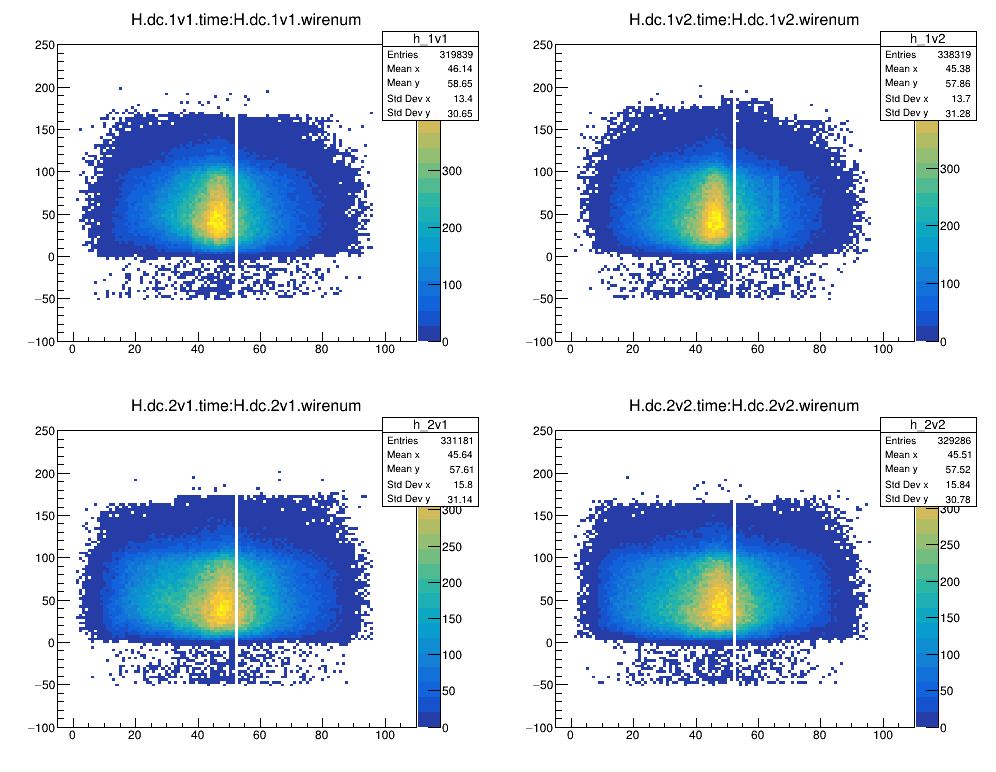 H.dc.1v1.time:H.dc.1v1.wirenum
h_1v1
Entries 319839
Mean x 46.14
Mean y 58.65
Std Dev x 13.4
Std Dev y 30.65
250
200
150
100
50
0
−50
−100
0 20 40 60 80 100
300
200
100
0
H.dc.1v2.time:H.dc.1v2.wirenum
h_1v2
Entries 338319
Mean x 45.38
Mean y 57.86
Std Dev x 13.7
Std Dev y 31.28
250
200
150
100
50
0
−50
−100
0 20 40 60 80 100
300
200
100
0
H.dc.2v1.time:H.dc.2v1.wirenum
h_2v1
Entries 331181
Mean x 45.64
Mean y 57.61
Std Dev x 15.8
Std Dev y 31.14
250
200
150
100
50
0
−50
−100
0 20 40 60 80 100
300
250
200
150
100
50
0
H.dc.2v2.time:H.dc.2v2.wirenum
h_2v2
Entries 329286
Mean x 45.51
Mean y 57.52
Std Dev x 15.84
Std Dev y 30.78
250
200
150
100
50
0
−50
−100
0 20 40 60 80 100
300
250
200
150
100
50
0